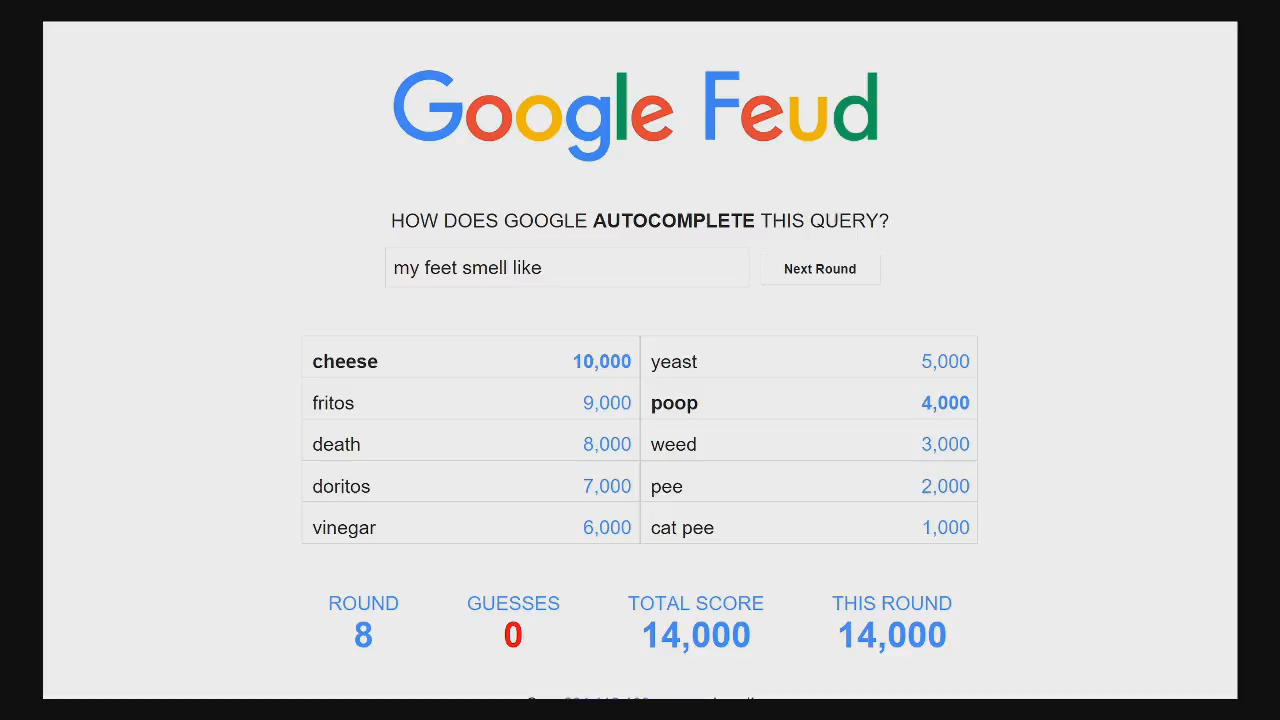 Google Feud
HOW DOES GOOGLE AUTOCOMPLETE THIS QUERY?
my feet smell like
Next Round
cheese 10,000 yeast 5,000
fritos 9,000 poop 4,000
death 8,000 weed 3,000
doritos 7,000 pee 2,000
vinegar 6,000 cat pee 1,000
ROUND GUESSES TOTAL SCORE THIS ROUND
8 0 14,000 14,000